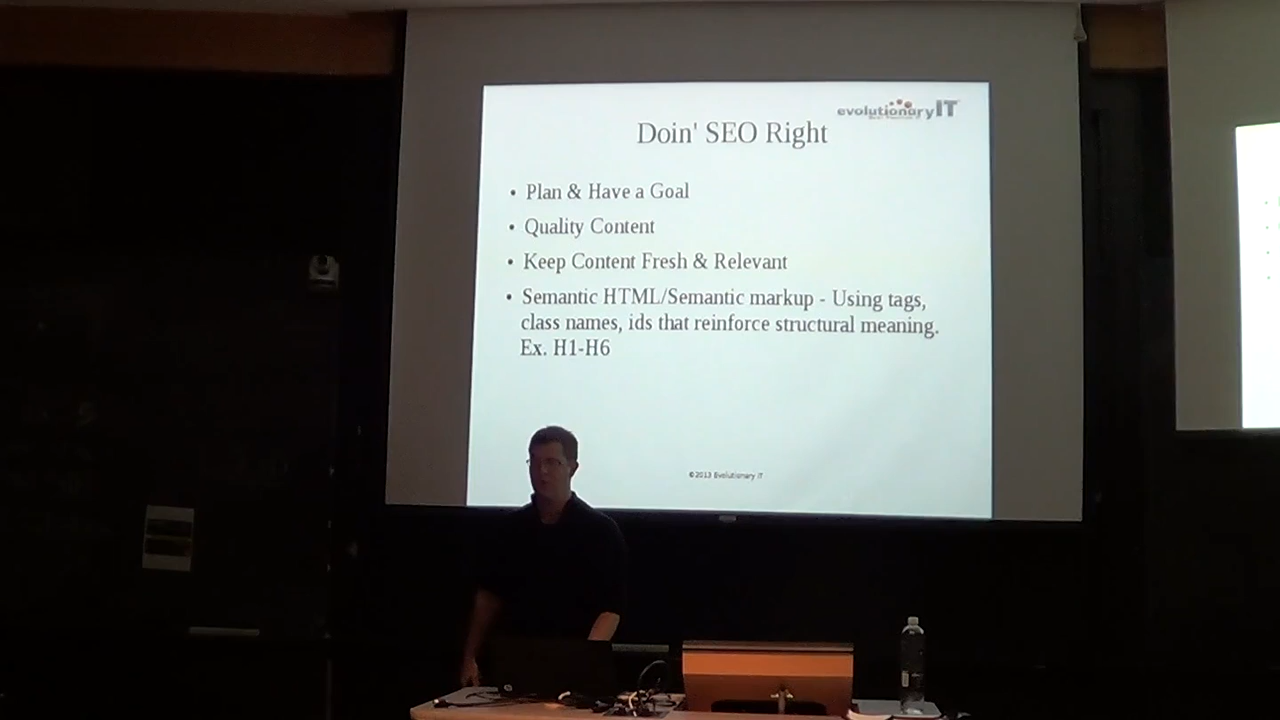 evolutionaryIT
Doin' SEO Right
• Plan & Have a Goal
• Quality Content
• Keep Content Fresh & Relevant
• Semantic HTML/Semantic markup - Using tags,
class names, ids that reinforce structural meaning.
Ex. H1-H6
©2013 Evolutionary IT